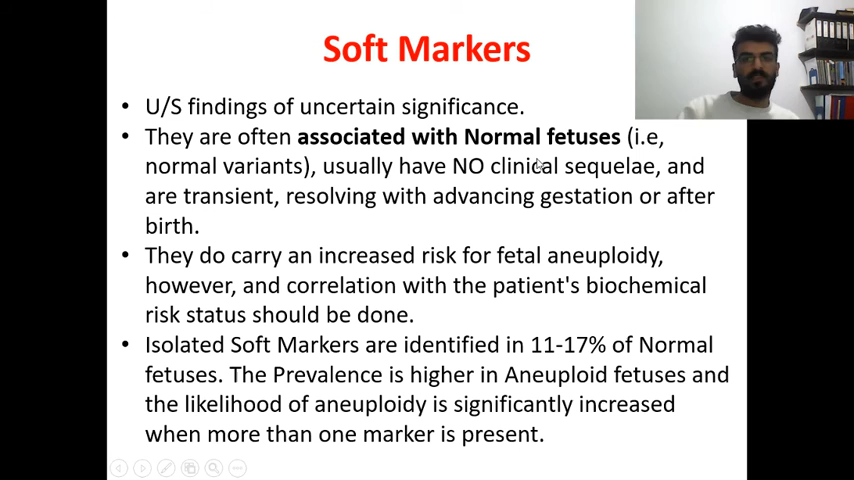 Soft Markers
• U/S findings of uncertain significance.
• They are often associated with Normal fetuses (i.e,
normal variants), usually have NO clinical sequelae, and
are transient, resolving with advancing gestation or after
birth.
• They do carry an increased risk for fetal aneuploidy,
however, and correlation with the patient's biochemical
risk status should be done.
• Isolated Soft Markers are identified in 11-17% of Normal
fetuses. The Prevalence is higher in Aneuploid fetuses and
the likelihood of aneuploidy is significantly increased
when more than one marker is present.